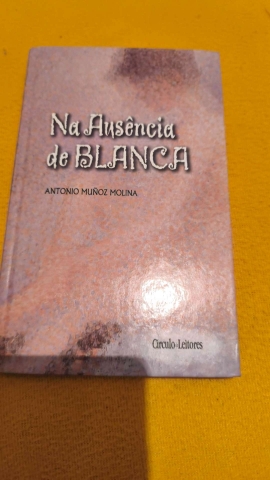 Na Ausência
de BLANCA
ANTONIO MUÑOZ MOLINA
Círculo-Leitores